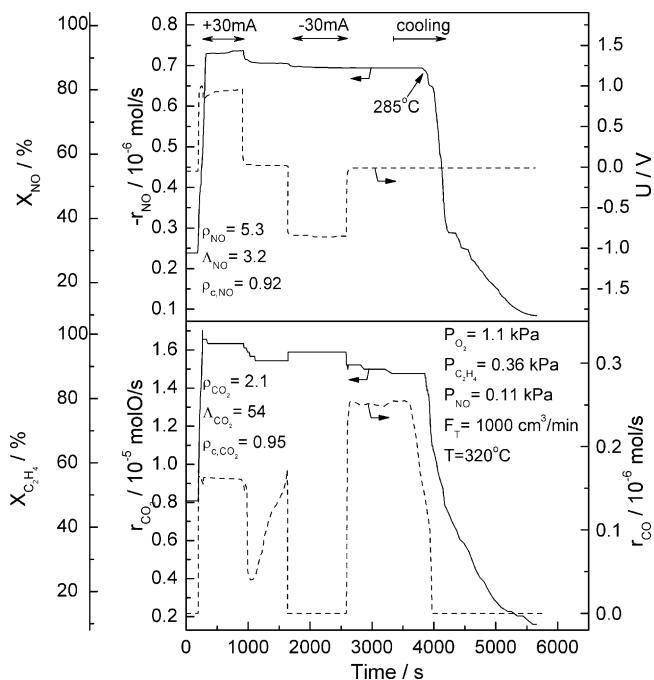 +30mA -30mA cooling
X_NO / %
100
80
60
40
20
-r_NO / 10^-6 mol/s
0.8
0.7
0.6
0.5
0.4
0.3
0.2
0.1
285°C
ρ_NO= 5.3
Λ_NO= 3.2
ρ_c,NO= 0.92
1.5
1.0
0.5
0.0
-0.5
-1.0
-1.5
U / V
X_C2H4 / %
100
80
60
40
20
r_CO2 / 10^-5 molO/s
1.6
1.4
1.2
1.0
0.8
0.6
0.4
0.2
ρ_CO2= 2.1
Λ_CO2= 54
ρ_c,CO2= 0.95
P_O2 = 1.1 kPa
P_C2H4 = 0.36 kPa
P_NO = 0.11 kPa
F_T = 1000 cm^3/min
T=320°C
0.3
0.2
0.1
0.0
r_CO / 10^-6 mol/s
0 1000 2000 3000 4000 5000 6000
Time / s